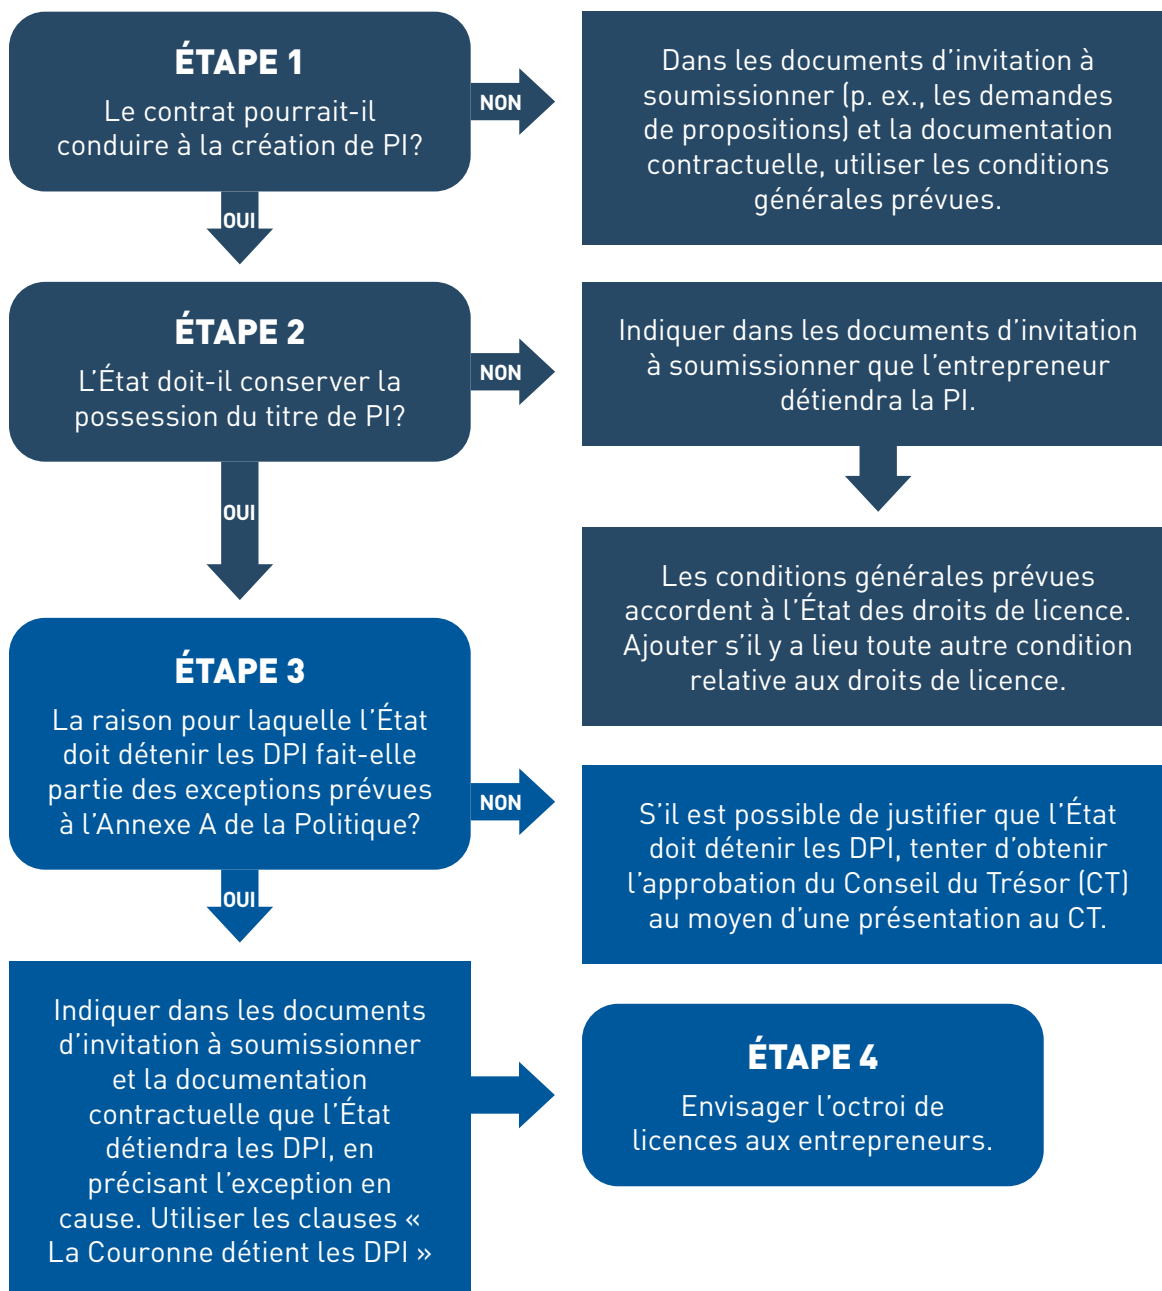 ÉTAPE 1
Le contrat pourrait-il
conduire à la création de PI?
NON
Dans les documents d’invitation à
soumissionner (p. ex., les demandes
de propositions) et la documentation
contractuelle, utiliser les conditions
générales prévues.
OUI
ÉTAPE 2
L’État doit-il conserver la
possession du titre de PI?
NON
Indiquer dans les documents d’invitation
à soumissionner que l’entrepreneur
détiendra la PI.
OUI
Les conditions générales prévues
accordent à l’État des droits de licence.
Ajouter s’il y a lieu toute autre condition
relative aux droits de licence.
ÉTAPE 3
La raison pour laquelle l’État
doit détenir les DPI fait-elle
partie des exceptions prévues
à l’Annexe A de la Politique?
NON
S’il est possible de justifier que l’État
doit détenir les DPI, tenter d’obtenir
l’approbation du Conseil du Trésor (CT)
au moyen d’une présentation au CT.
OUI
Indiquer dans les documents
d’invitation à soumissionner
et la documentation
contractuelle que l’État
détiendra les DPI, en
précisant l’exception en
cause. Utiliser les clauses «
La Couronne détient les DPI »
ÉTAPE 4
Envisager l’octroi de
licences aux entrepreneurs.